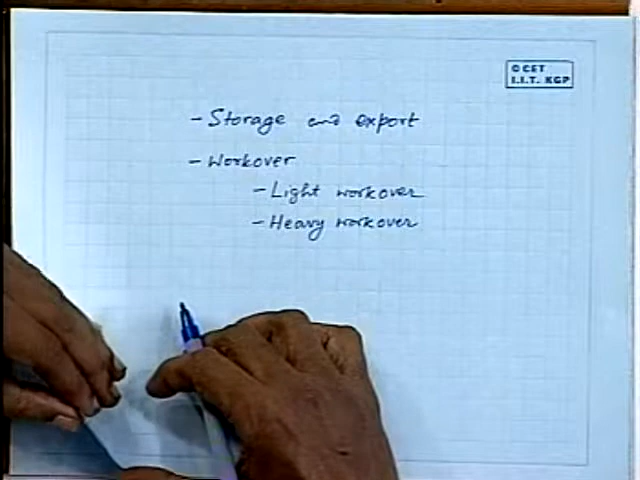 © CET
I.I.T. KGP
- Storage and export
- Workover
- Light workover
- Heavy workover